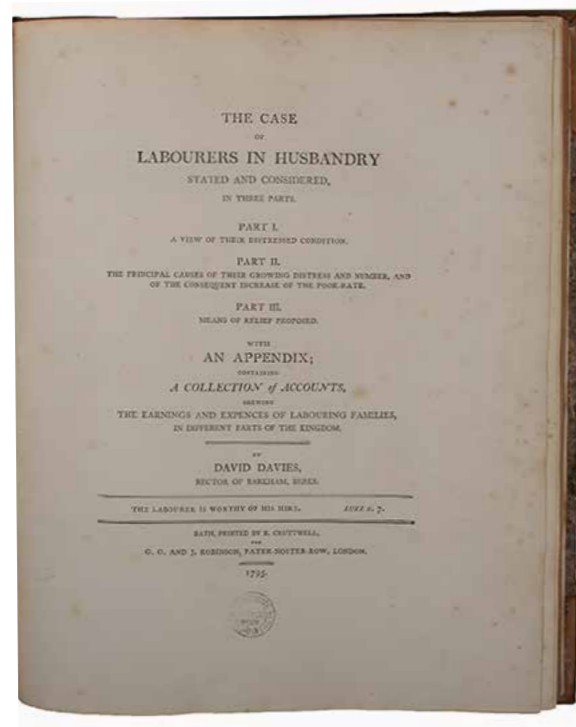 THE CASE
OF
LABOURERS IN HUSBANDRY
STATED AND CONSIDERED,
IN THREE PARTS.
PART I.
A VIEW OF THEIR DISTRESSED CONDITION.
PART II.
THE PRINCIPAL CAUSES OF THEIR GROWING DISTRESS AND NUMBER, AND
OF THE CONSEQUENT INCREASE OF THE POOR-RATE.
PART III.
MEANS OF RELIEF PROPOSED.
WITH
AN APPENDIX;
CONTAINING
A COLLECTION of ACCOUNTS,
SHEWING
THE EARNINGS AND EXPENCES OF LABOURING FAMILIES,
IN DIFFERENT PARTS OF THE KINGDOM.
BY
DAVID DAVIES,
RECTOR OF BARKHAM, BERKS.
THE LABOURER IS WORTHY OF HIS HIRE. LUKE x. 7.
BATH, PRINTED BY R. CRUTTWELL,
FOR
G. G. AND J. ROBINSON, PATER-NOSTER-ROW, LONDON.
1795.